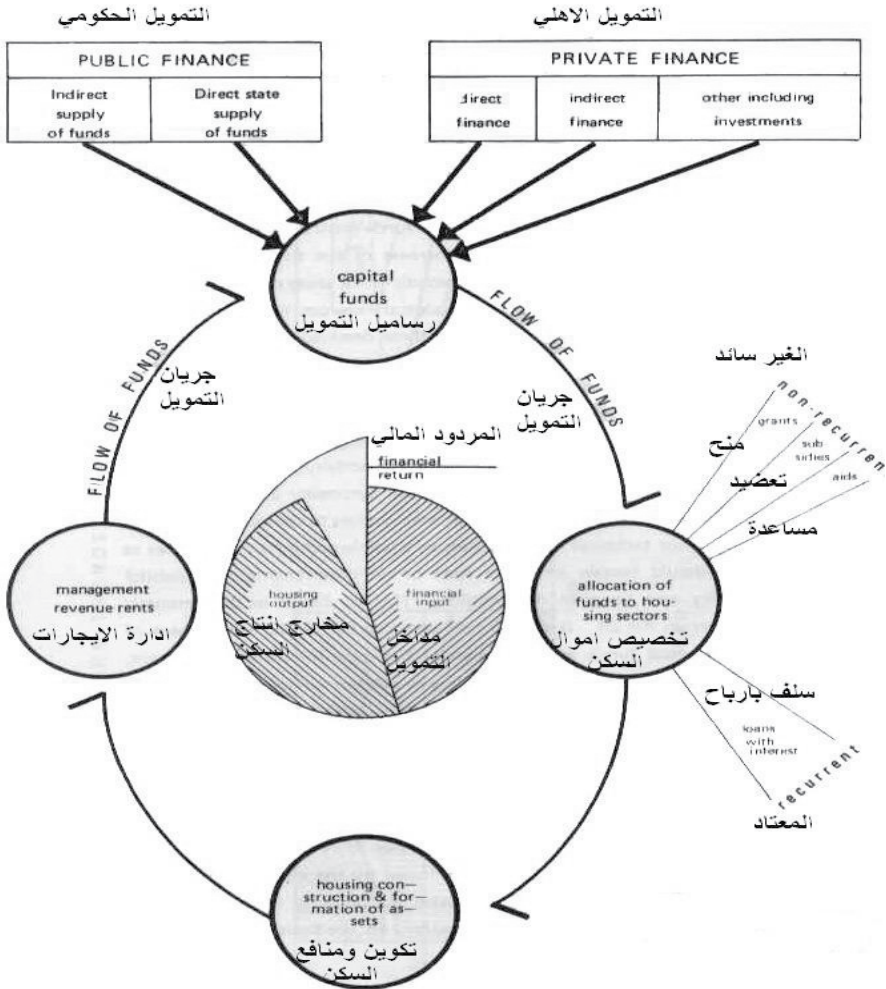 التمويل الحكومي
التمويل الاهلي
PUBLIC FINANCE
Indirect
supply
of funds
Direct state
supply
of funds
PRIVATE FINANCE
direct
finance
indirect
finance
other including
investments
capital
funds
رساميل التمويل
FLOW OF FUNDS
جريان
التمويل
FLOW OF FUNDS
جريان
التمويل
الغير سائد
non-recurrent
grants
منح
sub
sidies
تعضيد
aids
مساعدة
المردود المالي
financial
return
housing
output
مخارج انتاج
السكن
financial
input
مداخل
التمويل
management
revenue rents
ادارة الايجارات
allocation of
funds to hou-
sing sectors
تخصيص اموال
السكن
سلف بارباح
loans
with
interest
recurrent
المعتاد
housing con—
struction & for—
mation of as—
sets
تكوين ومنافع
السكن